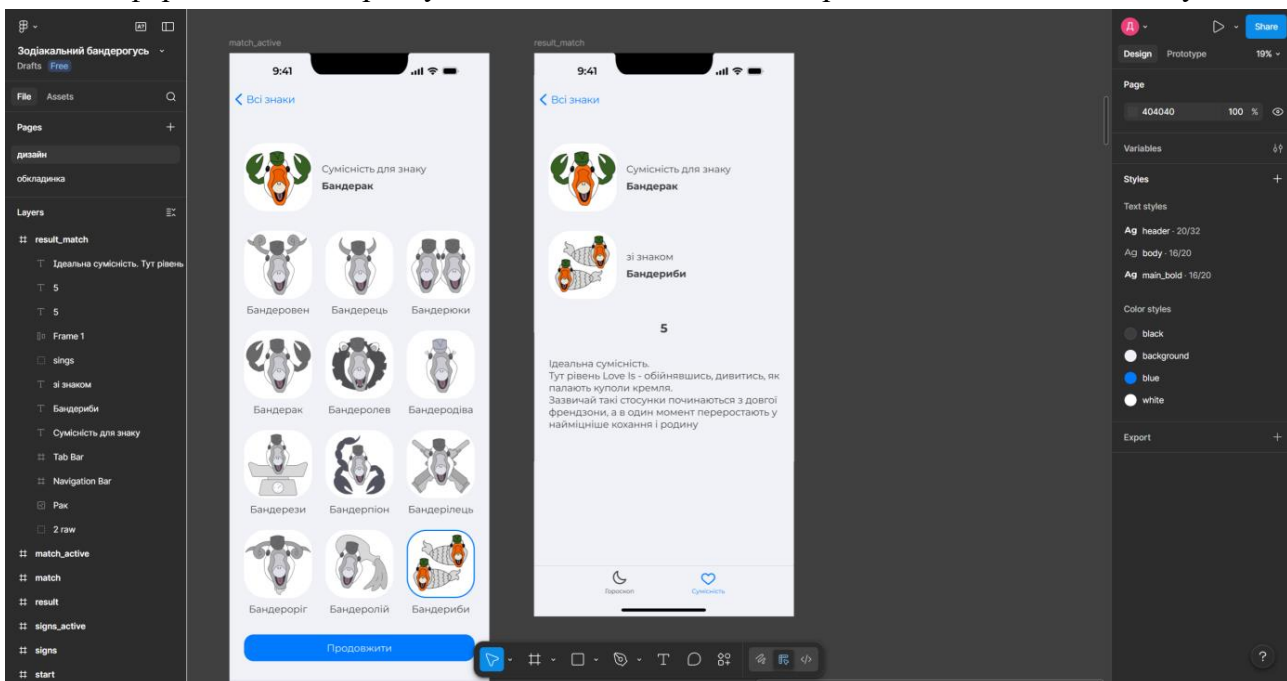 Зодіакальний бандерогусь
Drafts Free
File Assets
Pages
дизайн
обкладинка
Layers
result_match
Ідеальна сумісність. Тут рівень
5
5
Frame 1
sings
зі знаком
Бандериби
Сумісність для знаку
Tab Bar
Navigation Bar
Рак
2 raw
match_active
match
result
signs_active
signs
start
match_active
9:41
Всі знаки
Сумісність для знаку
Бандерак
Бандеровен Бандерець Бандерюки
Бандерак Бандеролев Бандеродіва
Бандерези Бандерпіон Бандерілець
Бандероріг Бандеролій Бандериби
Продовжити
result_match
9:41
Всі знаки
Сумісність для знаку
Бандерак
зі знаком
Бандериби
5
Ідеальна сумісність.
Тут рівень Love Is - обійнявшись, дивитись, як
палають куполи кремля.
Зазвичай такі стосунки починаються з довгої
френдзони, а в один момент переростають у
найміцніше кохання і родину
Гороскоп Сумісність
Д Share
Design Prototype 19%
Page
404040 100 %
Variables
Styles
Text styles
Ag header · 20/32
Ag body · 16/20
Ag main_bold · 16/20
Color styles
black
background
blue
white
Export
?